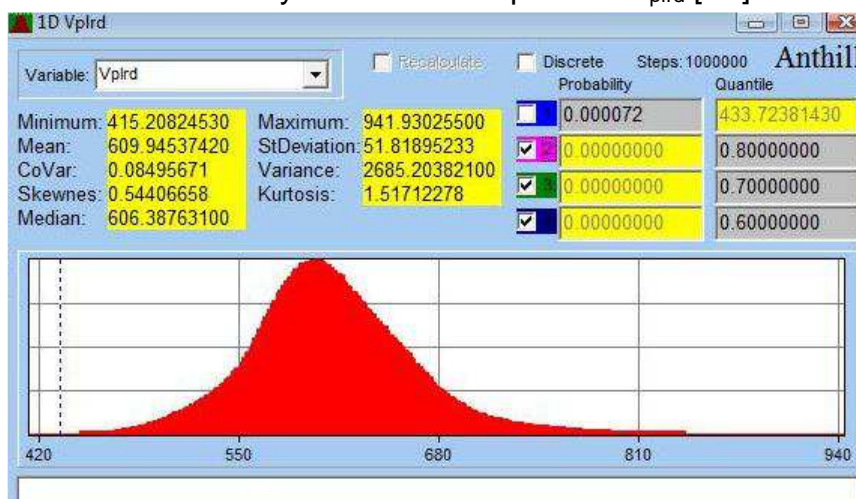 1D Vplrd
Variable: Vplrd
Recalculate
Discrete Steps: 1000000 Anthill
Probability Quantile
Minimum: 415.20824530 Maximum: 941.93025500
Mean: 609.94537420 StDeviation: 51.81895233
CoVar: 0.08495671 Variance: 2685.20382100
Skewnes: 0.54406658 Kurtosis: 1.51712278
Median: 606.38763100
1 0.000072 433.72381430
2 0.00000000 0.80000000
3 0.00000000 0.70000000
0.00000000 0.60000000
420 550 680 810 940